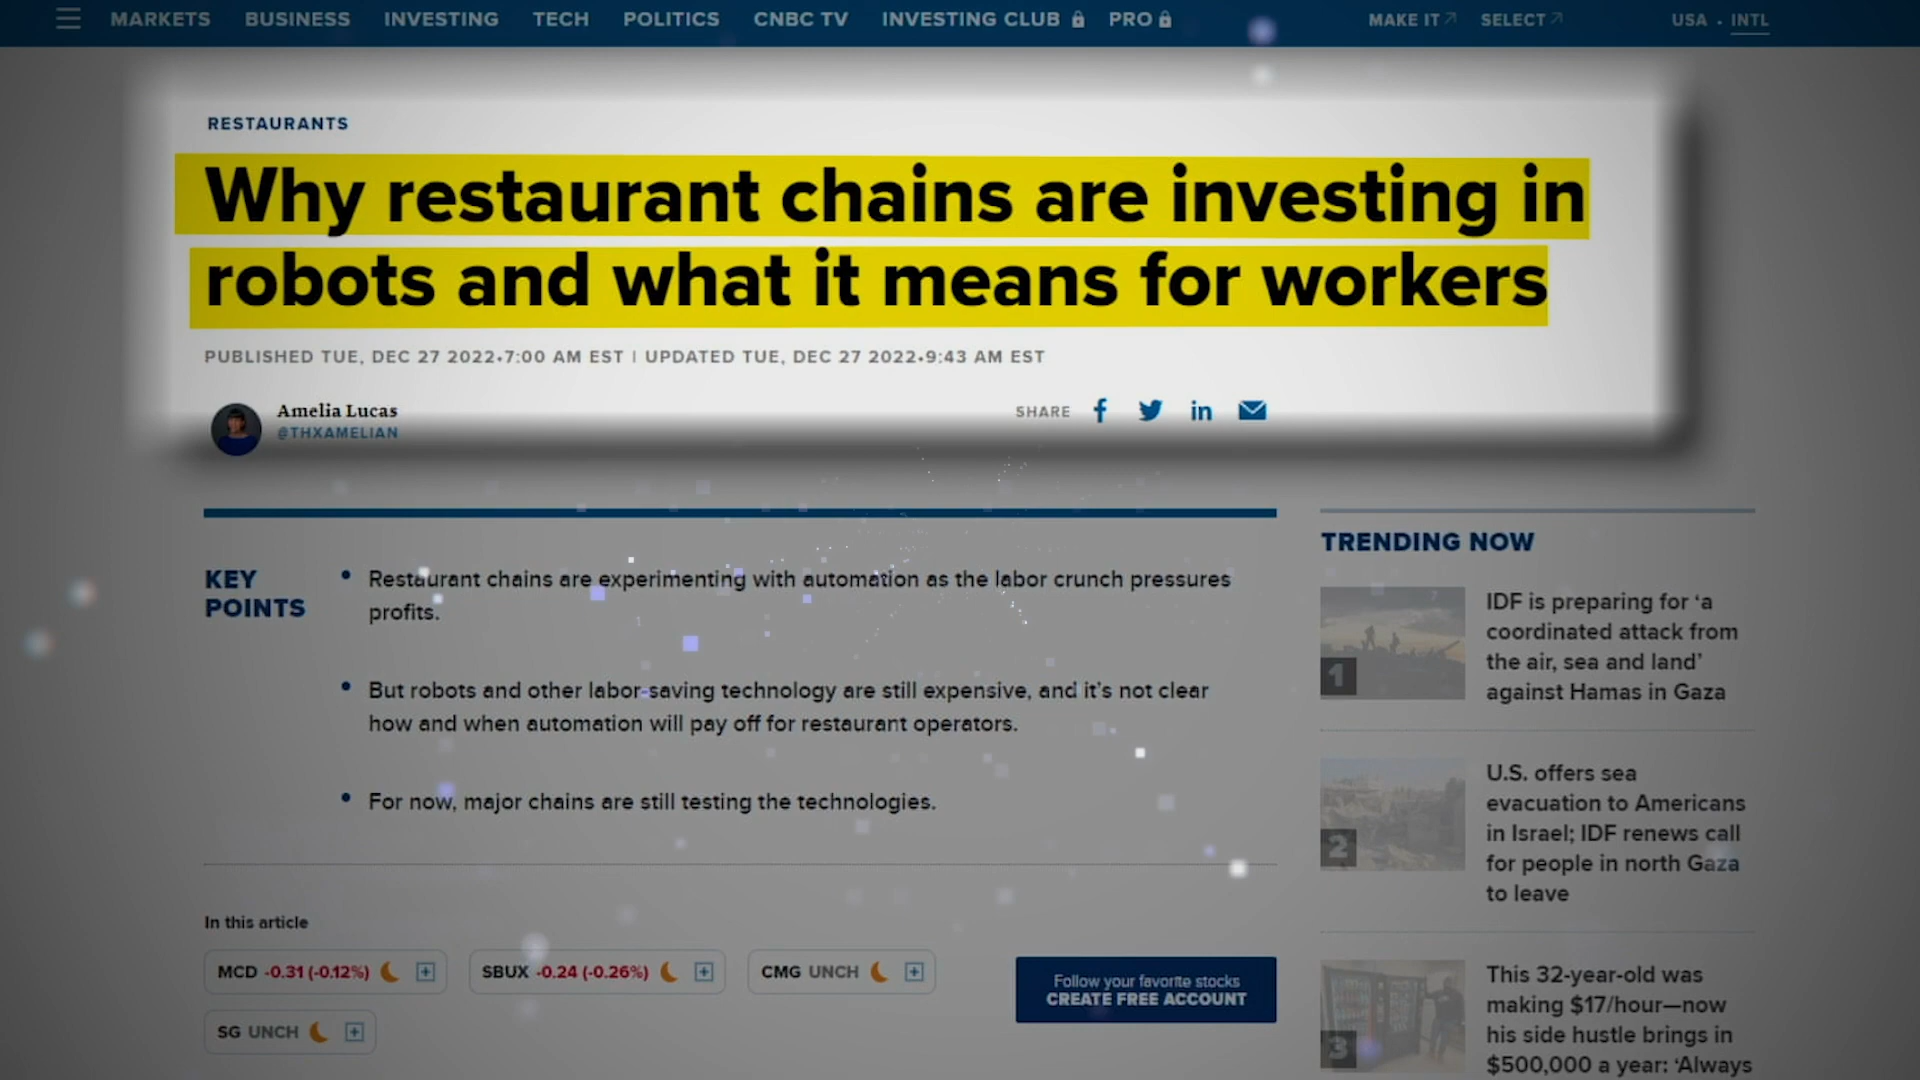 MARKETS BUSINESS INVESTING TECH POLITICS CNBC TV INVESTING CLUB PRO MAKE IT SELECT USA • INTL
RESTAURANTS
Why restaurant chains are investing in
robots and what it means for workers
PUBLISHED TUE, DEC 27 2022•7:00 AM EST | UPDATED TUE, DEC 27 2022•9:43 AM EST
Amelia Lucas
@THXAMELIAN
SHARE
KEY
POINTS
• Restaurant chains are experimenting with automation as the labor crunch pressures
profits.
• But robots and other labor-saving technology are still expensive, and it’s not clear
how and when automation will pay off for restaurant operators.
• For now, major chains are still testing the technologies.
In this article
MCD -0.31 (-0.12%)
SBUX -0.24 (-0.26%)
CMG UNCH
SG UNCH
Follow your favorite stocks
CREATE FREE ACCOUNT
TRENDING NOW
1
IDF is preparing for ‘a
coordinated attack from
the air, sea and land’
against Hamas in Gaza
2
U.S. offers sea
evacuation to Americans
in Israel; IDF renews call
for people in north Gaza
to leave
3
This 32-year-old was
making $17/hour—now
his side hustle brings in
$500,000 a year: ‘Always